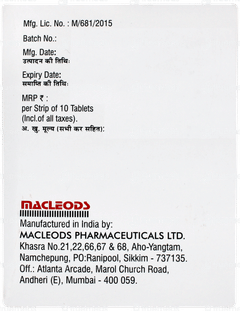 Mfg. Lic. No. : M/681/2015
Batch No.:
Mfg. Date:
उत्पादन की तिथि:
Expiry Date:
समाप्ति की तिथि:
MRP ₹ :
per Strip of 10 Tablets
(Incl.of all taxes).
अ. खु. मूल्य (सभी कर सहित):
MACLEODS
Manufactured in India by:
MACLEODS PHARMACEUTICALS LTD.
Khasra No.21,22,66,67 & 68, Aho-Yangtam,
Namchepung, PO:Ranipool, Sikkim - 737135.
Off.: Atlanta Arcade, Marol Church Road,
Andheri (E), Mumbai - 400 059.